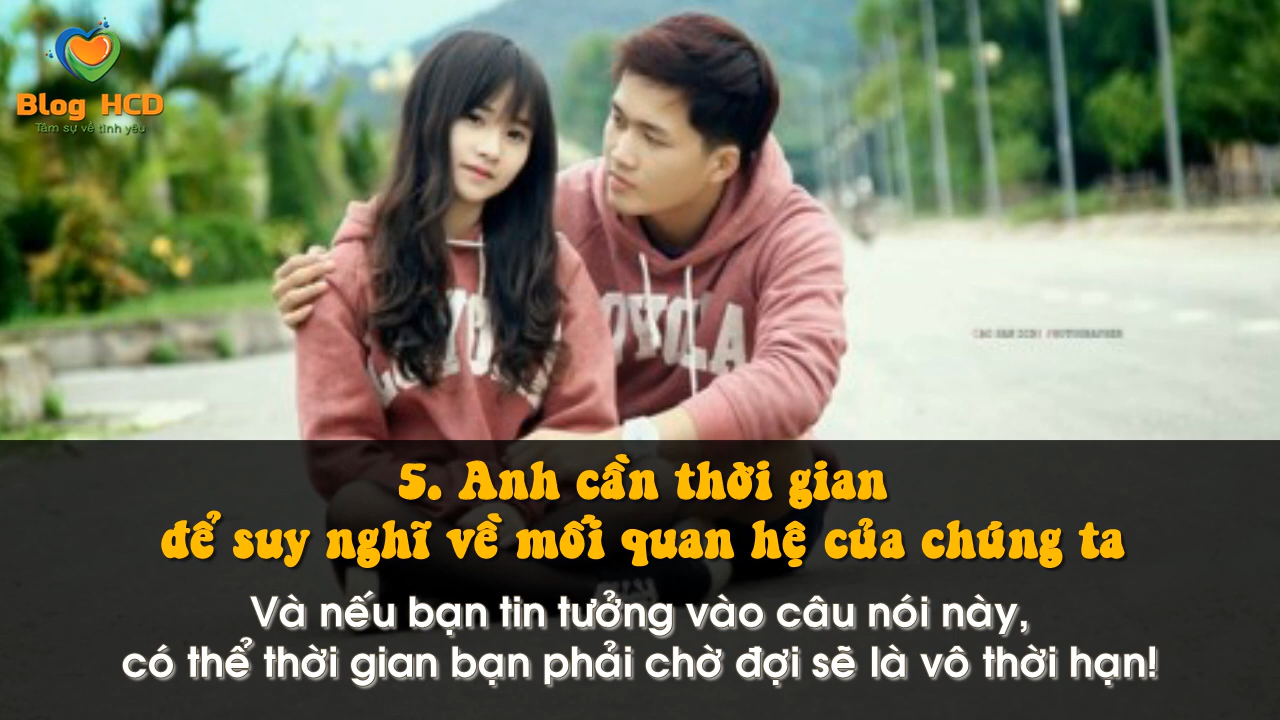 Blog HCD
Tâm sự về tình yêu
LOYOLA
5. Anh cần thời gian
để suy nghĩ về mối quan hệ của chúng ta
Và nếu bạn tin tưởng vào câu nói này,
có thể thời gian bạn phải chờ đợi sẽ là vô thời hạn!